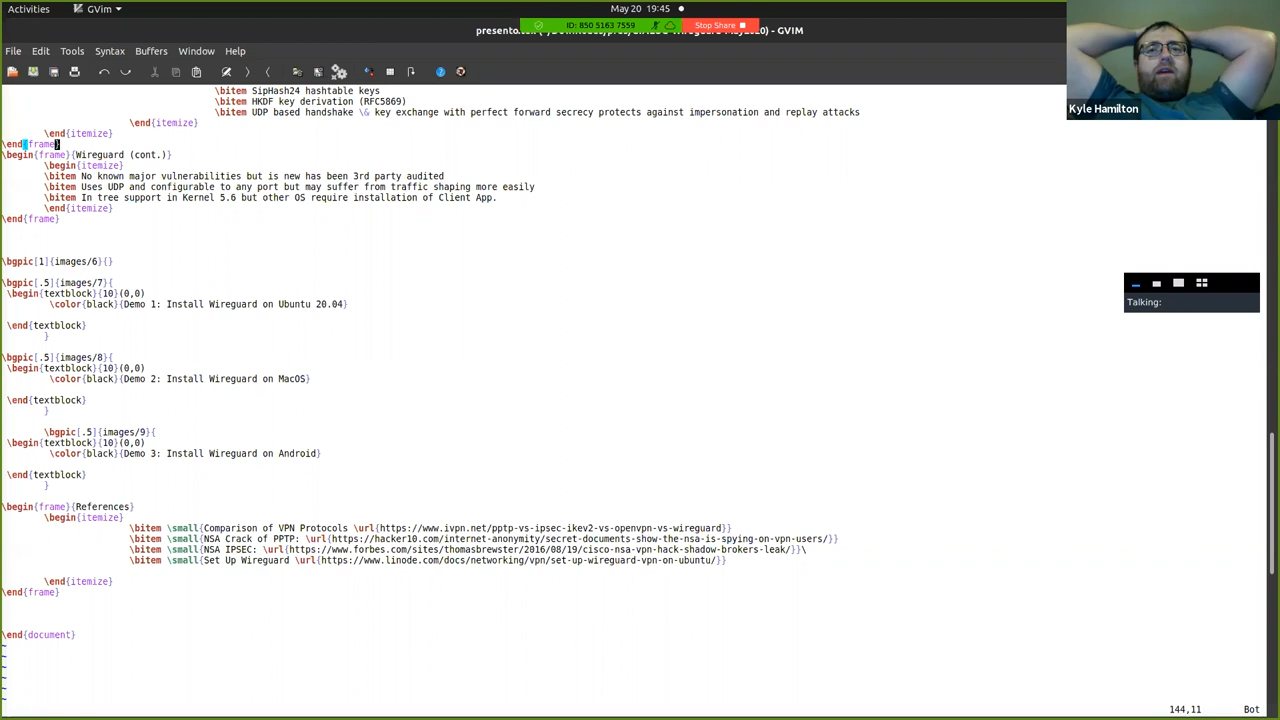 Activities
GVim
May 20 19:45
ID: 850 5163 7559
Stop Share
- GVIM
File Edit Tools Syntax Buffers Window Help
Kyle Hamilton
\bitem SipHash24 hashtable keys
\bitem HKDF key derivation (RFC5869)
\bitem UDP based handshake \& key exchange with perfect forward secrecy protects against impersonation and replay attacks
\end{itemize}
\end{itemize}
\end{frame}
\begin{frame}{Wireguard (cont.)}
\begin{itemize}
\bitem No known major vulnerabilities but is new has been 3rd party audited
\bitem Uses UDP and configurable to any port but may suffer from traffic shaping more easily
\bitem In tree support in Kernel 5.6 but other OS require installation of Client App.
\end{itemize}
\end{frame}
\bgpic[1]{images/6}{}
\bgpic[.5]{images/7}{
\begin{textblock}{10}(0,0)
\color{black}{Demo 1: Install Wireguard on Ubuntu 20.04}
\end{textblock}
}
\bgpic[.5]{images/8}{
\begin{textblock}{10}(0,0)
\color{black}{Demo 2: Install Wireguard on MacOS}
\end{textblock}
}
\bgpic[.5]{images/9}{
\begin{textblock}{10}(0,0)
\color{black}{Demo 3: Install Wireguard on Android}
\end{textblock}
}
\begin{frame}{References}
\begin{itemize}
\bitem \small{Comparison of VPN Protocols \url{https://www.ivpn.net/pptp-vs-ipsec-ikev2-vs-openvpn-vs-wireguard}}
\bitem \small{NSA Crack of PPTP: \url{https://hacker10.com/internet-anonymity/secret-documents-show-the-nsa-is-spying-on-vpn-users/}}
\bitem \small{NSA IPSEC: \url{https://www.forbes.com/sites/thomasbrewster/2016/08/19/cisco-nsa-vpn-hack-shadow-brokers-leak/}}\
\bitem \small{Set Up Wireguard \url{https://www.linode.com/docs/networking/vpn/set-up-wireguard-vpn-on-ubuntu/}}
\end{itemize}
\end{frame}
\end{document}
~
~
~
~
~
~
Talking:
144,11
Bot